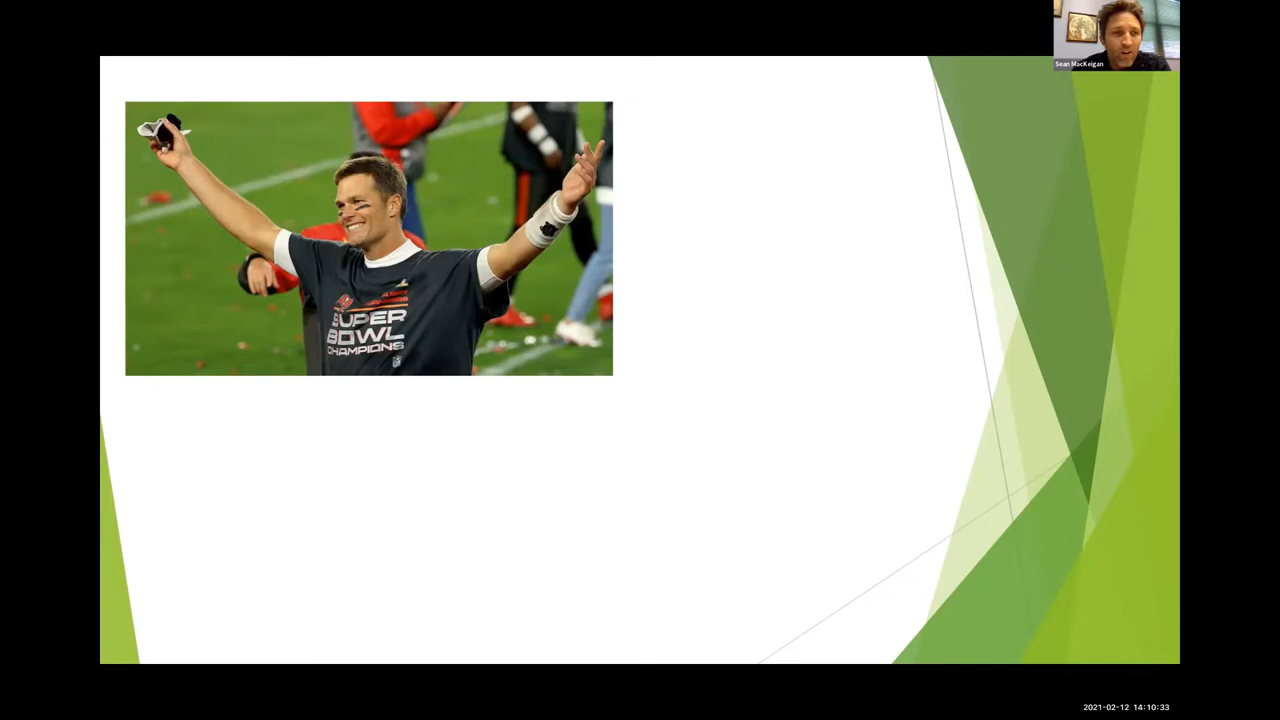 Sean MacKeigan
SUPER
BOWL
CHAMPIONS
2021-02-12 14:10:33